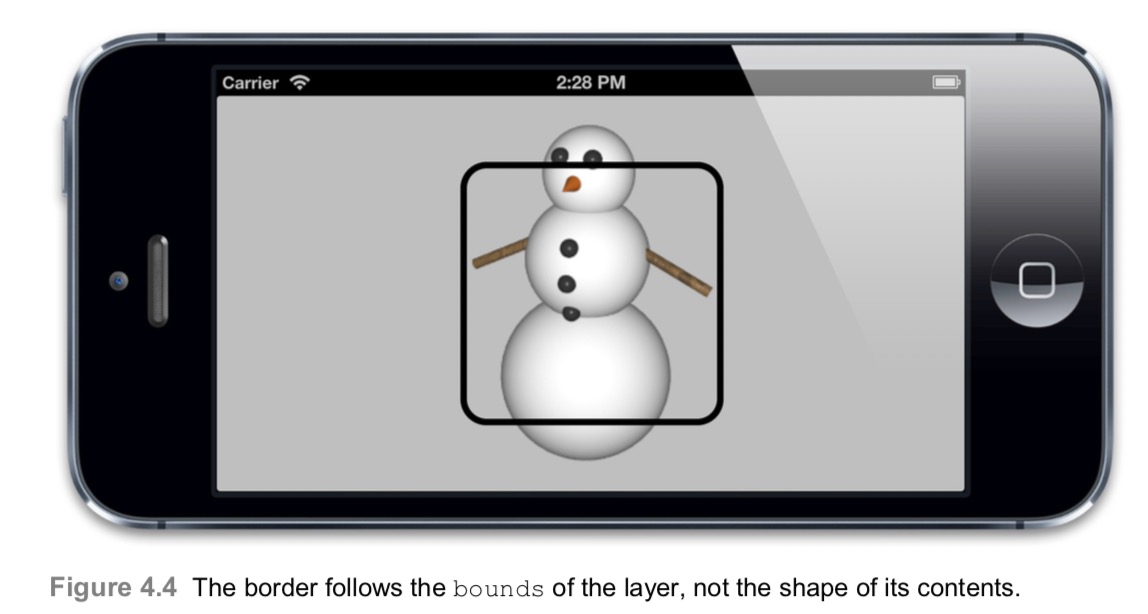 Carrier
2:28 PM
Figure 4.4 The border follows the bounds of the layer, not the shape of its contents.